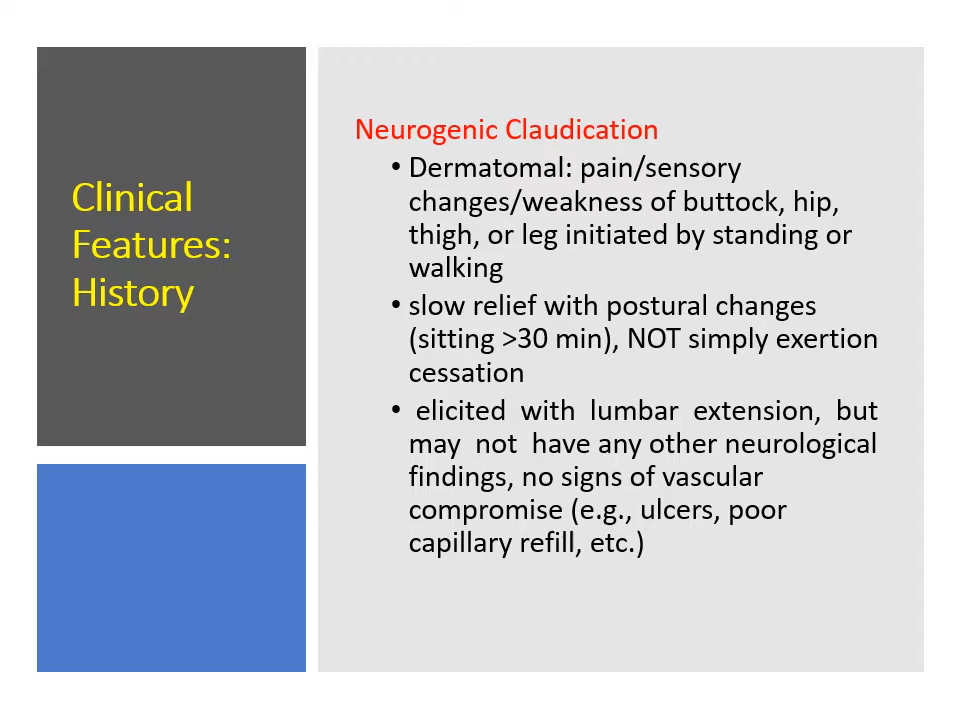 Clinical
Features:
History
Neurogenic Claudication
• Dermatomal: pain/sensory
changes/weakness of buttock, hip,
thigh, or leg initiated by standing or
walking
• slow relief with postural changes
(sitting >30 min), NOT simply exertion
cessation
• elicited with lumbar extension, but
may not have any other neurological
findings, no signs of vascular
compromise (e.g., ulcers, poor
capillary refill, etc.)